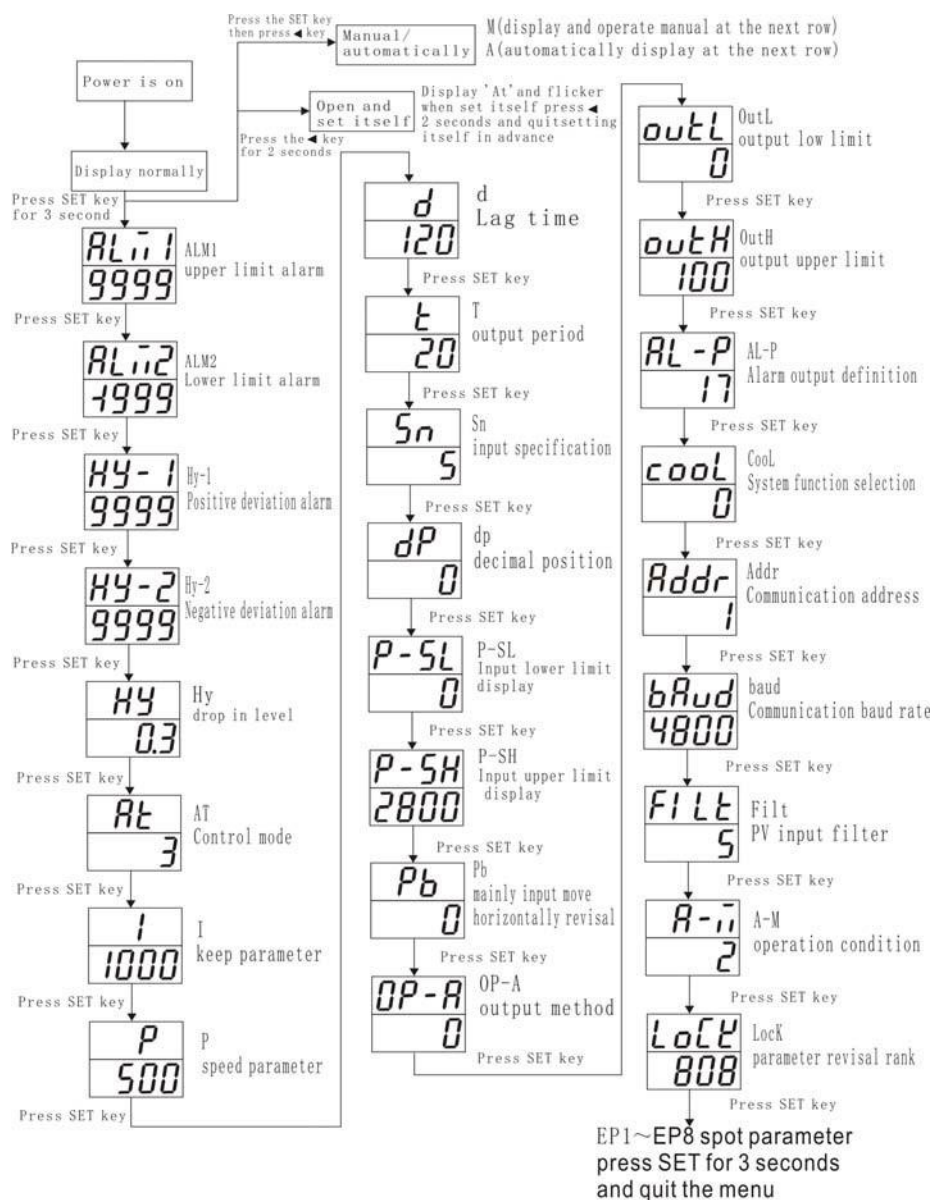 Press the SET key
then press ◀ key
Manual/
automatically
M(display and operate manual at the next row)
A(automatically display at the next row)
Power is on
Open and
set itself
Display 'At' and flicker
when set itself press ◀
2 seconds and quitsetting
itself in advance
Press the ◀ key
for 2 seconds
Display normally
Press SET key
for 3 second
ALM1
9999
ALM1
upper limit alarm
Press SET key
ALM2
-1999
ALM2
Lower limit alarm
Press SET key
HY-1
9999
Hy-1
Positive deviation alarm
Press SET key
HY-2
9999
Hy-2
Negative deviation alarm
Press SET key
HY
0.3
Hy
drop in level
Press SET key
At
3
AT
Control mode
Press SET key
I
1000
I
keep parameter
Press SET key
P
500
P
speed parameter
Press SET key
d
120
d
Lag time
Press SET key
t
20
T
output period
Press SET key
Sn
5
Sn
input specification
Press SET key
dP
0
dp
decimal position
Press SET key
P-SL
0
P-SL
Input lower limit
display
Press SET key
P-SH
2800
P-SH
Input upper limit
display
Press SET key
Pb
0
Pb
mainly input move
horizontally revisal
Press SET key
OP-A
0
OP-A
output method
Press SET key
outL
0
OutL
output low limit
Press SET key
outH
100
OutH
output upper limit
Press SET key
AL-P
17
AL-P
Alarm output definition
Press SET key
cooL
0
CooL
System function selection
Press SET key
Addr
1
Addr
Communication address
Press SET key
bAud
4800
baud
Communication baud rate
Press SET key
FILt
5
Filt
PV input filter
Press SET key
A-M
2
A-M
operation condition
Press SET key
LoCK
808
LocK
parameter revisal rank
Press SET key
EP1～EP8 spot parameter
press SET for 3 seconds
and quit the menu